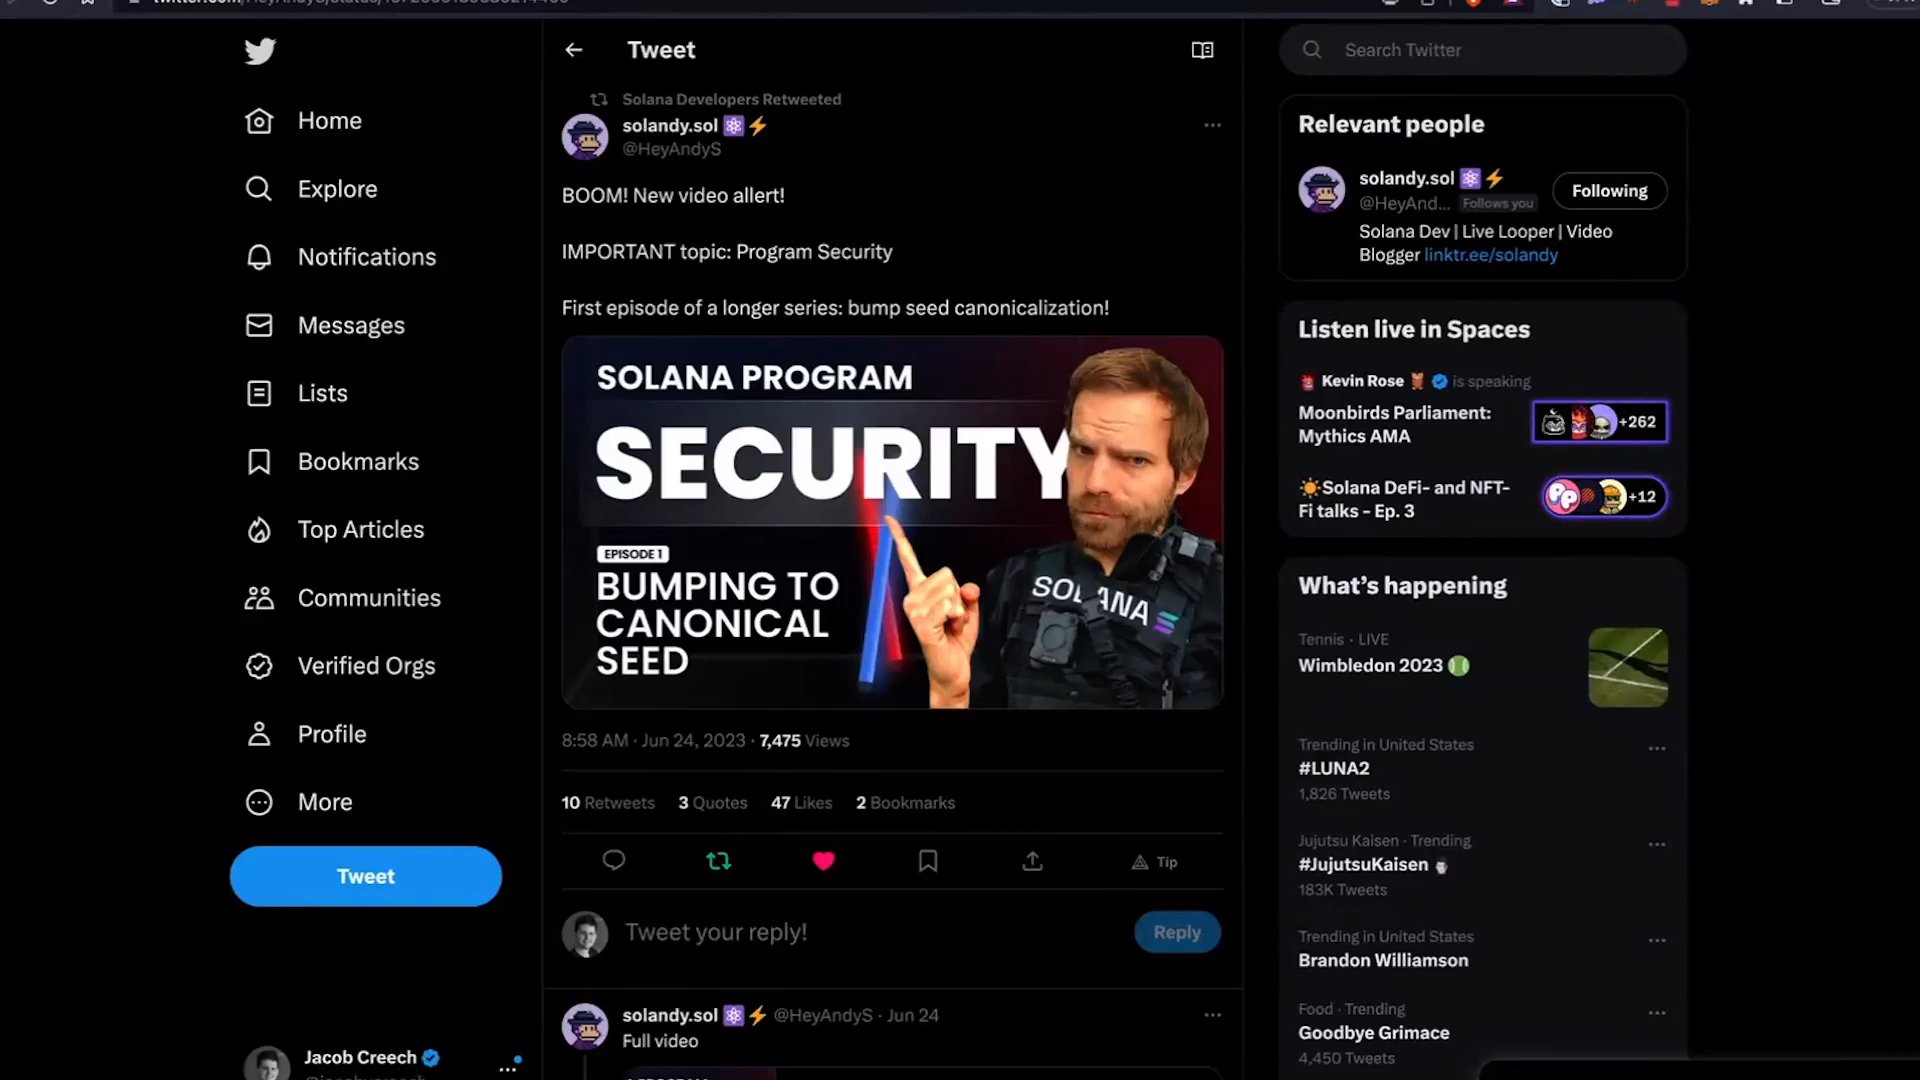 Home
Explore
Notifications
Messages
Lists
Bookmarks
Top Articles
Communities
Verified Orgs
Profile
More
Tweet
Jacob Creech
Tweet
Solana Developers Retweeted
solandy.sol
@HeyAndyS
BOOM! New video allert!
IMPORTANT topic: Program Security
First episode of a longer series: bump seed canonicalization!
SOLANA PROGRAM
SECURITY
EPISODE 1
BUMPING TO
CANONICAL
SEED
SOLANA
8:58 AM · Jun 24, 2023 · 7,475 Views
10 Retweets 3 Quotes 47 Likes 2 Bookmarks
Tip
Tweet your reply!
Reply
solandy.sol @HeyAndyS · Jun 24
Full video
Search Twitter
Relevant people
solandy.sol
@HeyAnd... Follows you
Following
Solana Dev | Live Looper | Video
Blogger linktr.ee/solandy
Listen live in Spaces
Kevin Rose is speaking
Moonbirds Parliament:
Mythics AMA
+262
Solana DeFi- and NFT-
Fi talks - Ep. 3
+12
What's happening
Tennis · LIVE
Wimbledon 2023
Trending in United States
#LUNA2
1,826 Tweets
Jujutsu Kaisen · Trending
#JujutsuKaisen
183K Tweets
Trending in United States
Brandon Williamson
Food · Trending
Goodbye Grimace
4,450 Tweets